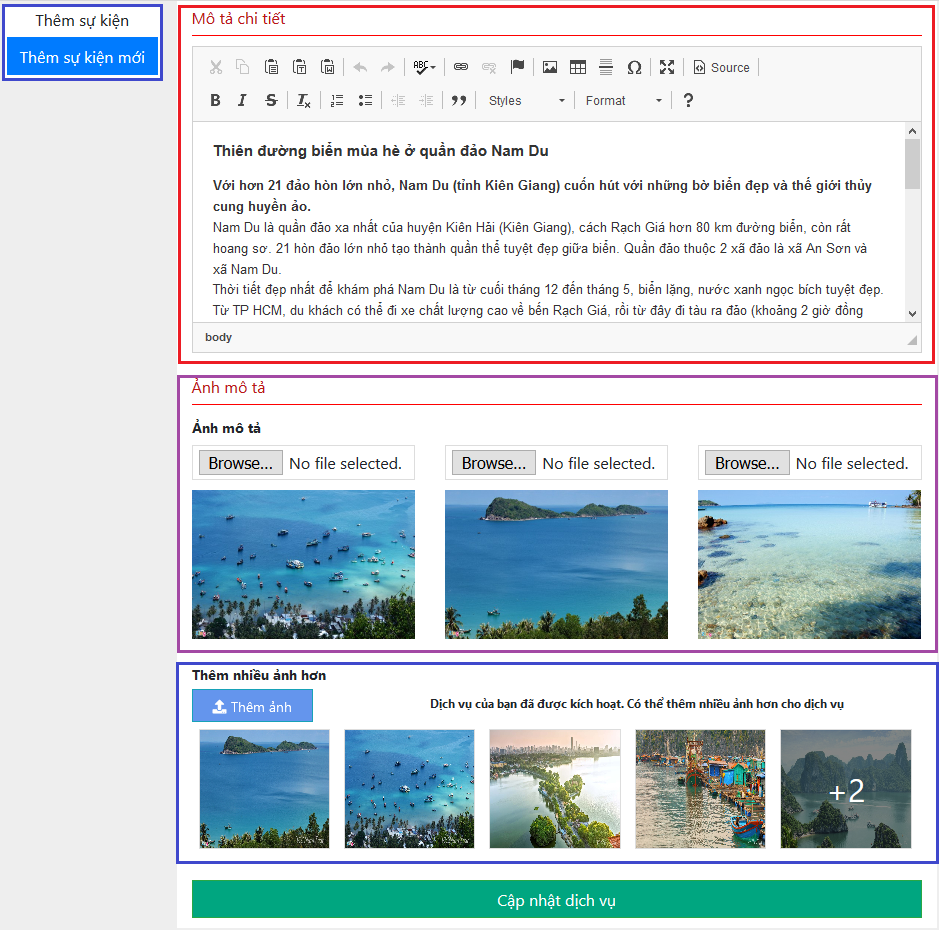 Thêm sự kiện
Thêm sự kiện mới
Mô tả chi tiết
Source
Styles
Format
Thiên đường biển mùa hè ở quần đảo Nam Du
Với hơn 21 đảo hòn lớn nhỏ, Nam Du (tỉnh Kiên Giang) cuốn hút với những bờ biển đẹp và thế giới thủy
cung huyền ảo.
Nam Du là quần đảo xa nhất của huyện Kiên Hải (Kiên Giang), cách Rạch Giá hơn 80 km đường biển, còn rất
hoang sơ. 21 hòn đảo lớn nhỏ tạo thành quần thể tuyệt đẹp giữa biển. Quần đảo thuộc 2 xã đảo là xã An Sơn và
xã Nam Du.
Thời tiết đẹp nhất để khám phá Nam Du là từ cuối tháng 12 đến tháng 5, biển lặng, nước xanh ngọc bích tuyệt đẹp.
Từ TP HCM, du khách có thể đi xe chất lượng cao về bến Rạch Giá, rồi từ đây đi tàu ra đảo (khoảng 2 giờ đồng
body
Ảnh mô tả
Ảnh mô tả
Browse... No file selected.
Browse... No file selected.
Browse... No file selected.
Thêm nhiều ảnh hơn
Thêm ảnh
Dịch vụ của bạn đã được kích hoạt. Có thể thêm nhiều ảnh hơn cho dịch vụ
+2
Cập nhật dịch vụ